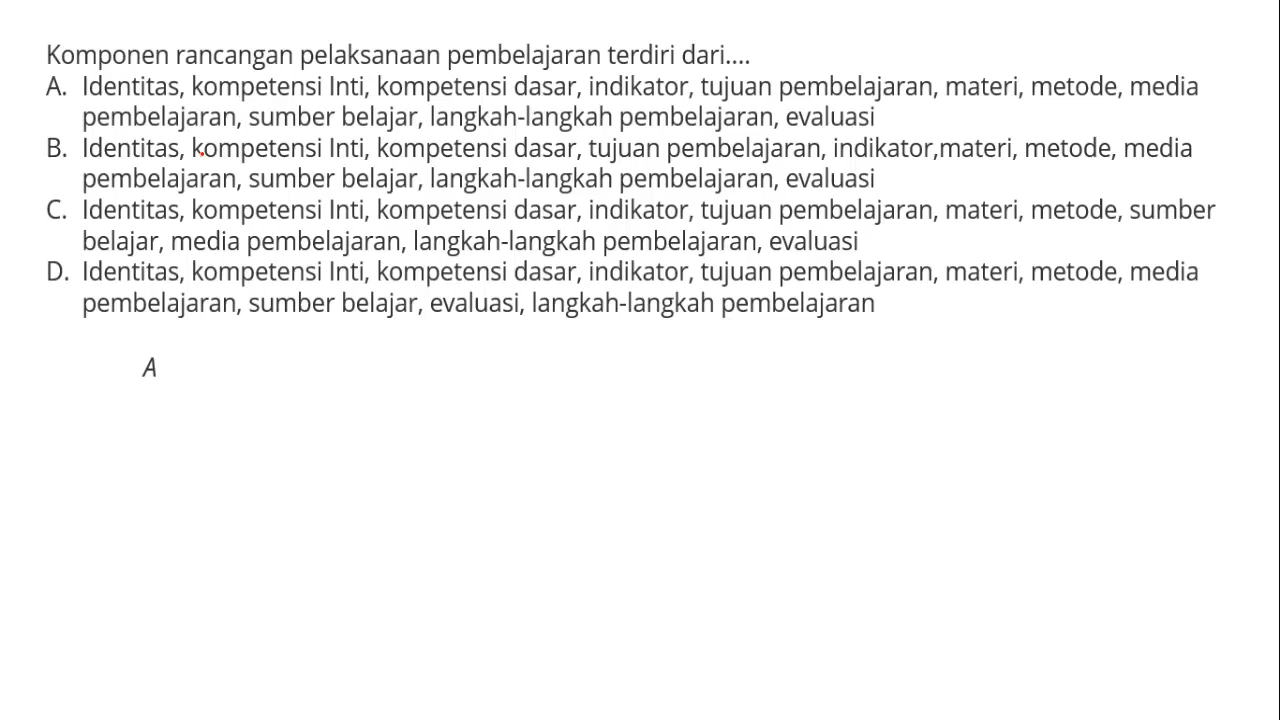 Komponen rancangan pelaksanaan pembelajaran terdiri dari....
A. Identitas, kompetensi Inti, kompetensi dasar, indikator, tujuan pembelajaran, materi, metode, media
pembelajaran, sumber belajar, langkah-langkah pembelajaran, evaluasi
B. Identitas, kompetensi Inti, kompetensi dasar, tujuan pembelajaran, indikator,materi, metode, media
pembelajaran, sumber belajar, langkah-langkah pembelajaran, evaluasi
C. Identitas, kompetensi Inti, kompetensi dasar, indikator, tujuan pembelajaran, materi, metode, sumber
belajar, media pembelajaran, langkah-langkah pembelajaran, evaluasi
D. Identitas, kompetensi Inti, kompetensi dasar, indikator, tujuan pembelajaran, materi, metode, media
pembelajaran, sumber belajar, evaluasi, langkah-langkah pembelajaran
A